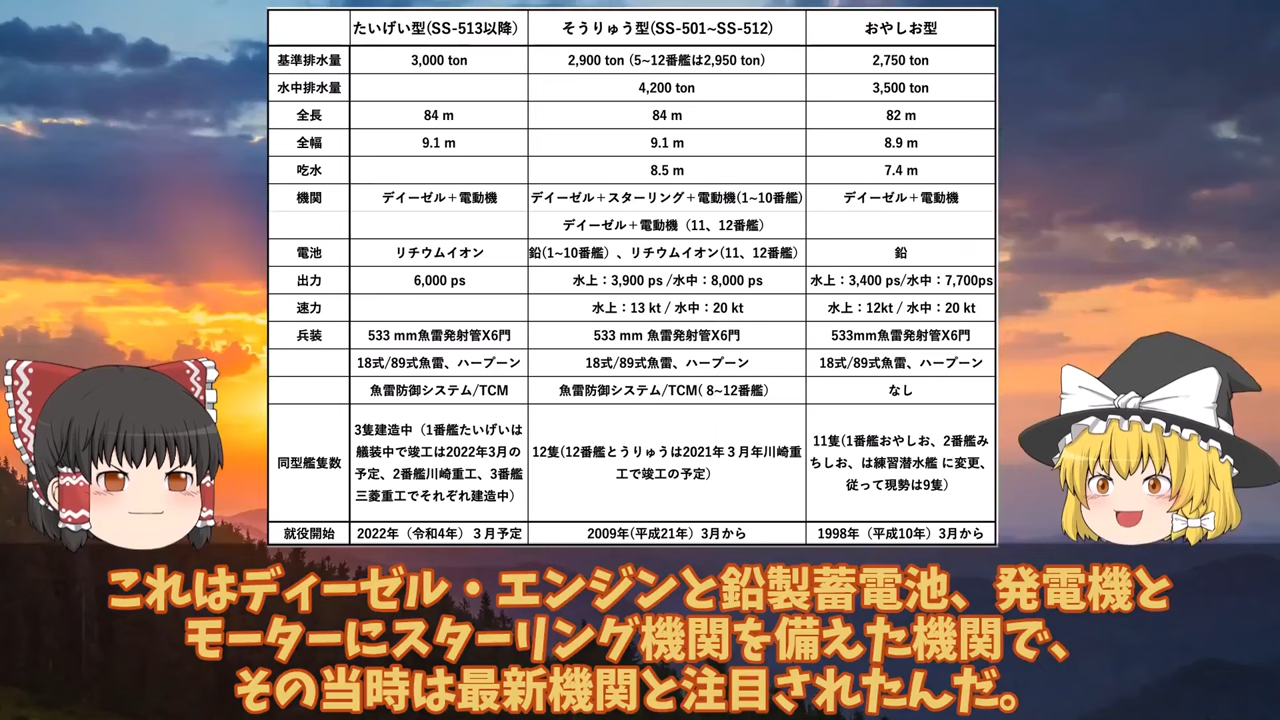 たいげい型(SS-513以降) そうりゅう型(SS-501~SS-512) おやしお型
基準排水量 3,000 ton 2,900 ton (5~12番艦は2,950 ton) 2,750 ton
水中排水量 4,200 ton 3,500 ton
全長 84 m 84 m 82 m
全幅 9.1 m 9.1 m 8.9 m
吃水 8.5 m 7.4 m
機関 デイーゼル＋電動機 デイーゼル＋スターリング＋電動機(1~10番艦) デイーゼル＋電動機
デイーゼル＋電動機（11、12番艦）
電池 リチウムイオン 鉛(1~10番艦）、リチウムイオン(11、12番艦) 鉛
出力 6,000 ps 水上：3,900 ps /水中：8,000 ps 水上：3,400 ps/水中：7,700ps
速力 水上：13 kt / 水中：20 kt 水上：12kt / 水中：20 kt
兵装 533 mm魚雷発射管X6門 533 mm 魚雷発射管X6門 533mm魚雷発射管X6門
18式/89式魚雷、ハープーン 18式/89式魚雷、ハープーン 18式/89式魚雷、ハープーン
魚雷防御システム/TCM 魚雷防御システム/TCM( 8~12番艦） なし
同型艦隻数
3隻建造中（1番艦たいげいは
艤装中で竣工は2022年3月の
予定、2番艦川崎重工、3番艦
三菱重工でそれぞれ建造中）
12隻(12番艦とうりゅうは2021年３月年川崎重
工で竣工の予定）
11隻(1番艦おやしお、2番艦み
ちしお、は練習潜水艦 に変更、
従って現勢は9隻）
就役開始 2022年（令和4年）３月予定 2009年(平成21年）3月から 1998年（平成10年）3月から
これはディーゼル・エンジンと鉛製蓄電池、発電機と
モーターにスターリング機関を備えた機関で、
その当時は最新機関と注目されたんだ。